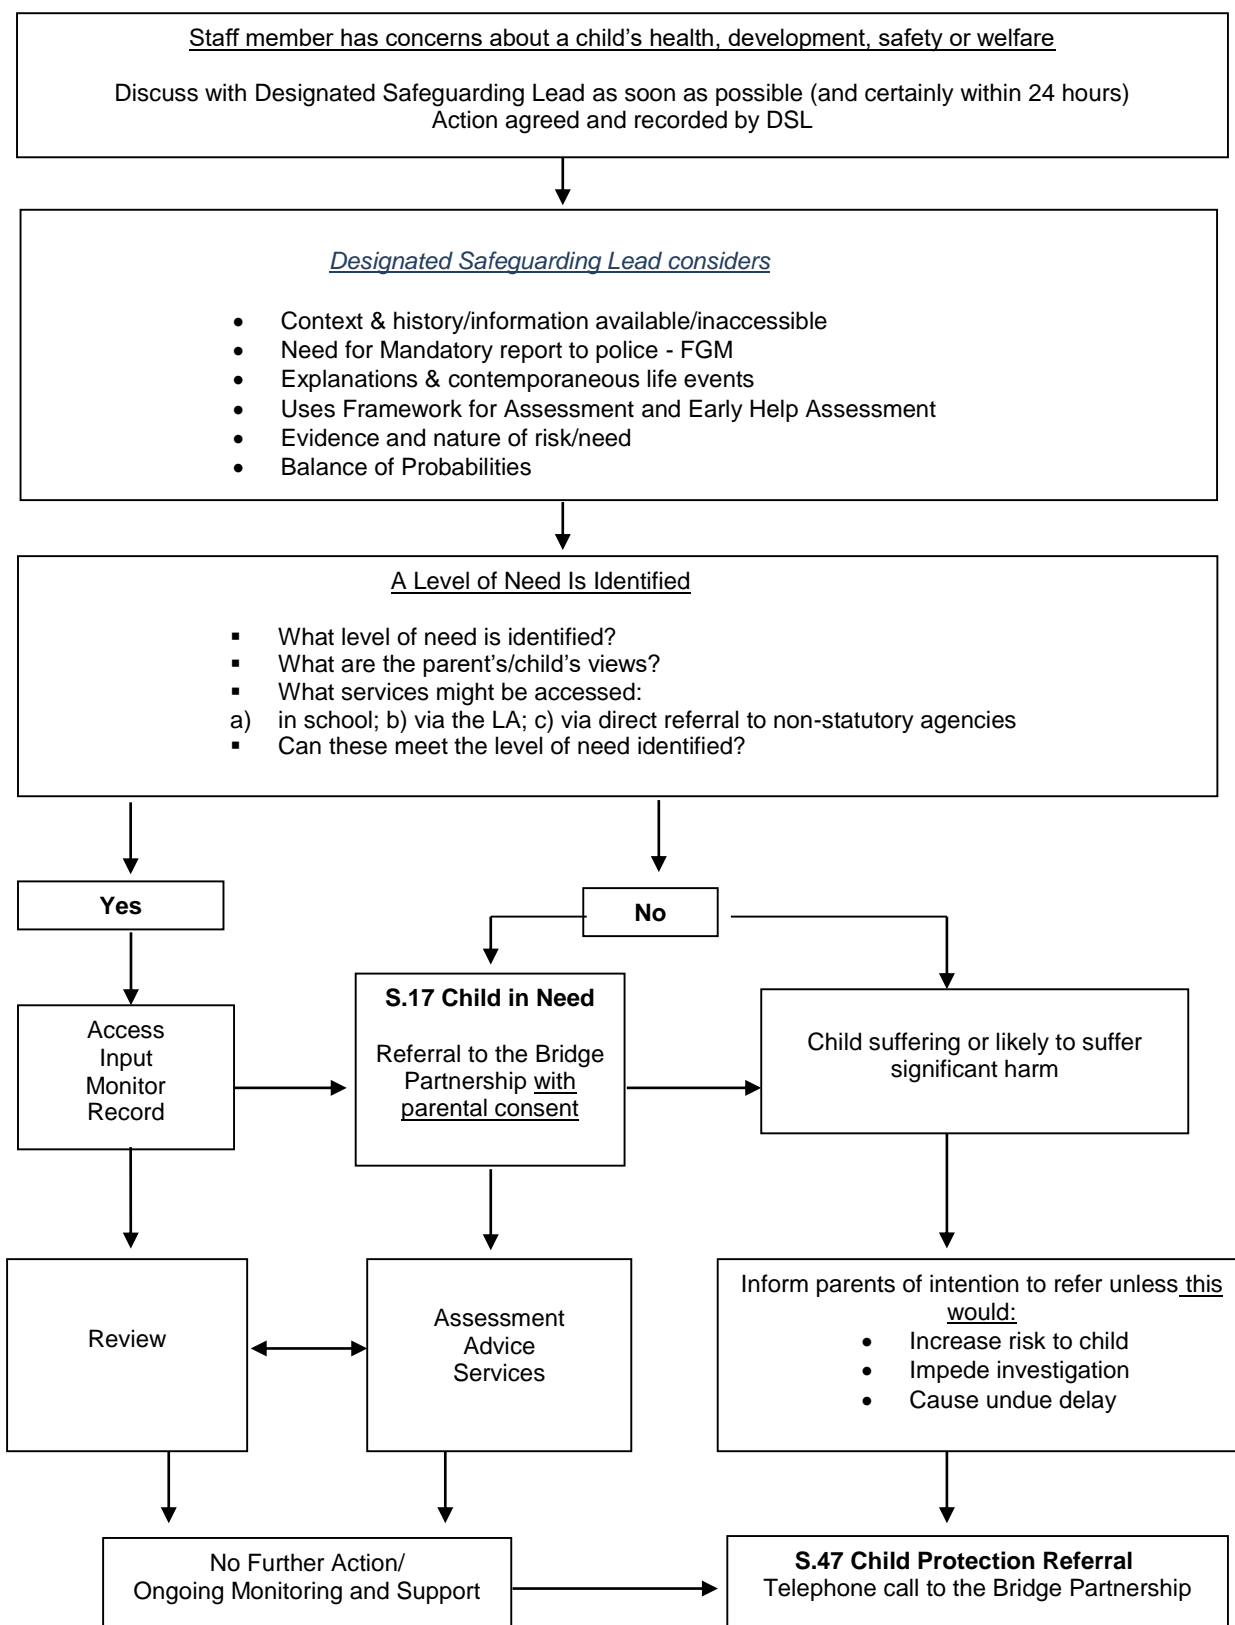 Staff member has concerns about a child’s health, development, safety or welfare
Discuss with Designated Safeguarding Lead as soon as possible (and certainly within 24 hours)
Action agreed and recorded by DSL
Designated Safeguarding Lead considers
• Context & history/information available/inaccessible
• Need for Mandatory report to police - FGM
• Explanations & contemporaneous life events
• Uses Framework for Assessment and Early Help Assessment
• Evidence and nature of risk/need
• Balance of Probabilities
A Level of Need Is Identified
▪ What level of need is identified?
▪ What are the parent’s/child’s views?
▪ What services might be accessed:
a) in school; b) via the LA; c) via direct referral to non-statutory agencies
▪ Can these meet the level of need identified?
Yes
No
Access
Input
Monitor
Record
S.17 Child in Need
Referral to the Bridge
Partnership with
parental consent
Child suffering or likely to suffer
significant harm
Review
Assessment
Advice
Services
Inform parents of intention to refer unless this
would:
• Increase risk to child
• Impede investigation
• Cause undue delay
No Further Action/
Ongoing Monitoring and Support
S.47 Child Protection Referral
Telephone call to the Bridge Partnership